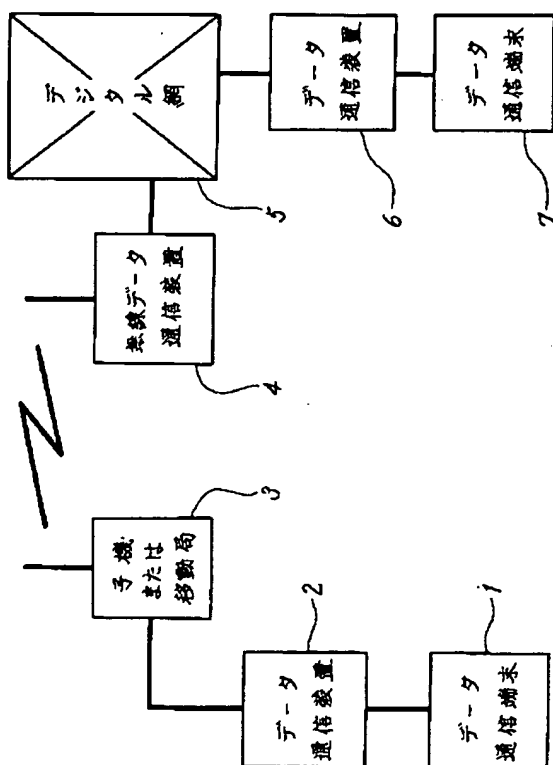 デジタル網
5
無線データ
通信装置
4
データ
通信装置
6
データ
通信端末
7
子機
または
移動局
3
データ
通信装置
2
データ
通信端末
1